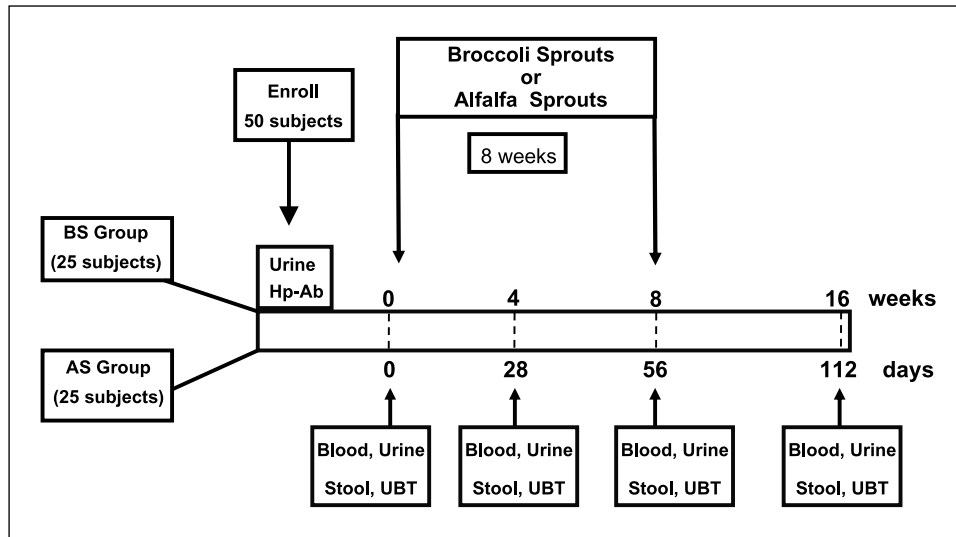 Broccoli Sprouts
or
Alfalfa Sprouts
Enroll
50 subjects
8 weeks
BS Group
(25 subjects)
Urine
Hp-Ab
0 4 8 16 weeks
AS Group
(25 subjects)
0 28 56 112 days
Blood, Urine
Stool, UBT
Blood, Urine
Stool, UBT
Blood, Urine
Stool, UBT
Blood, Urine
Stool, UBT